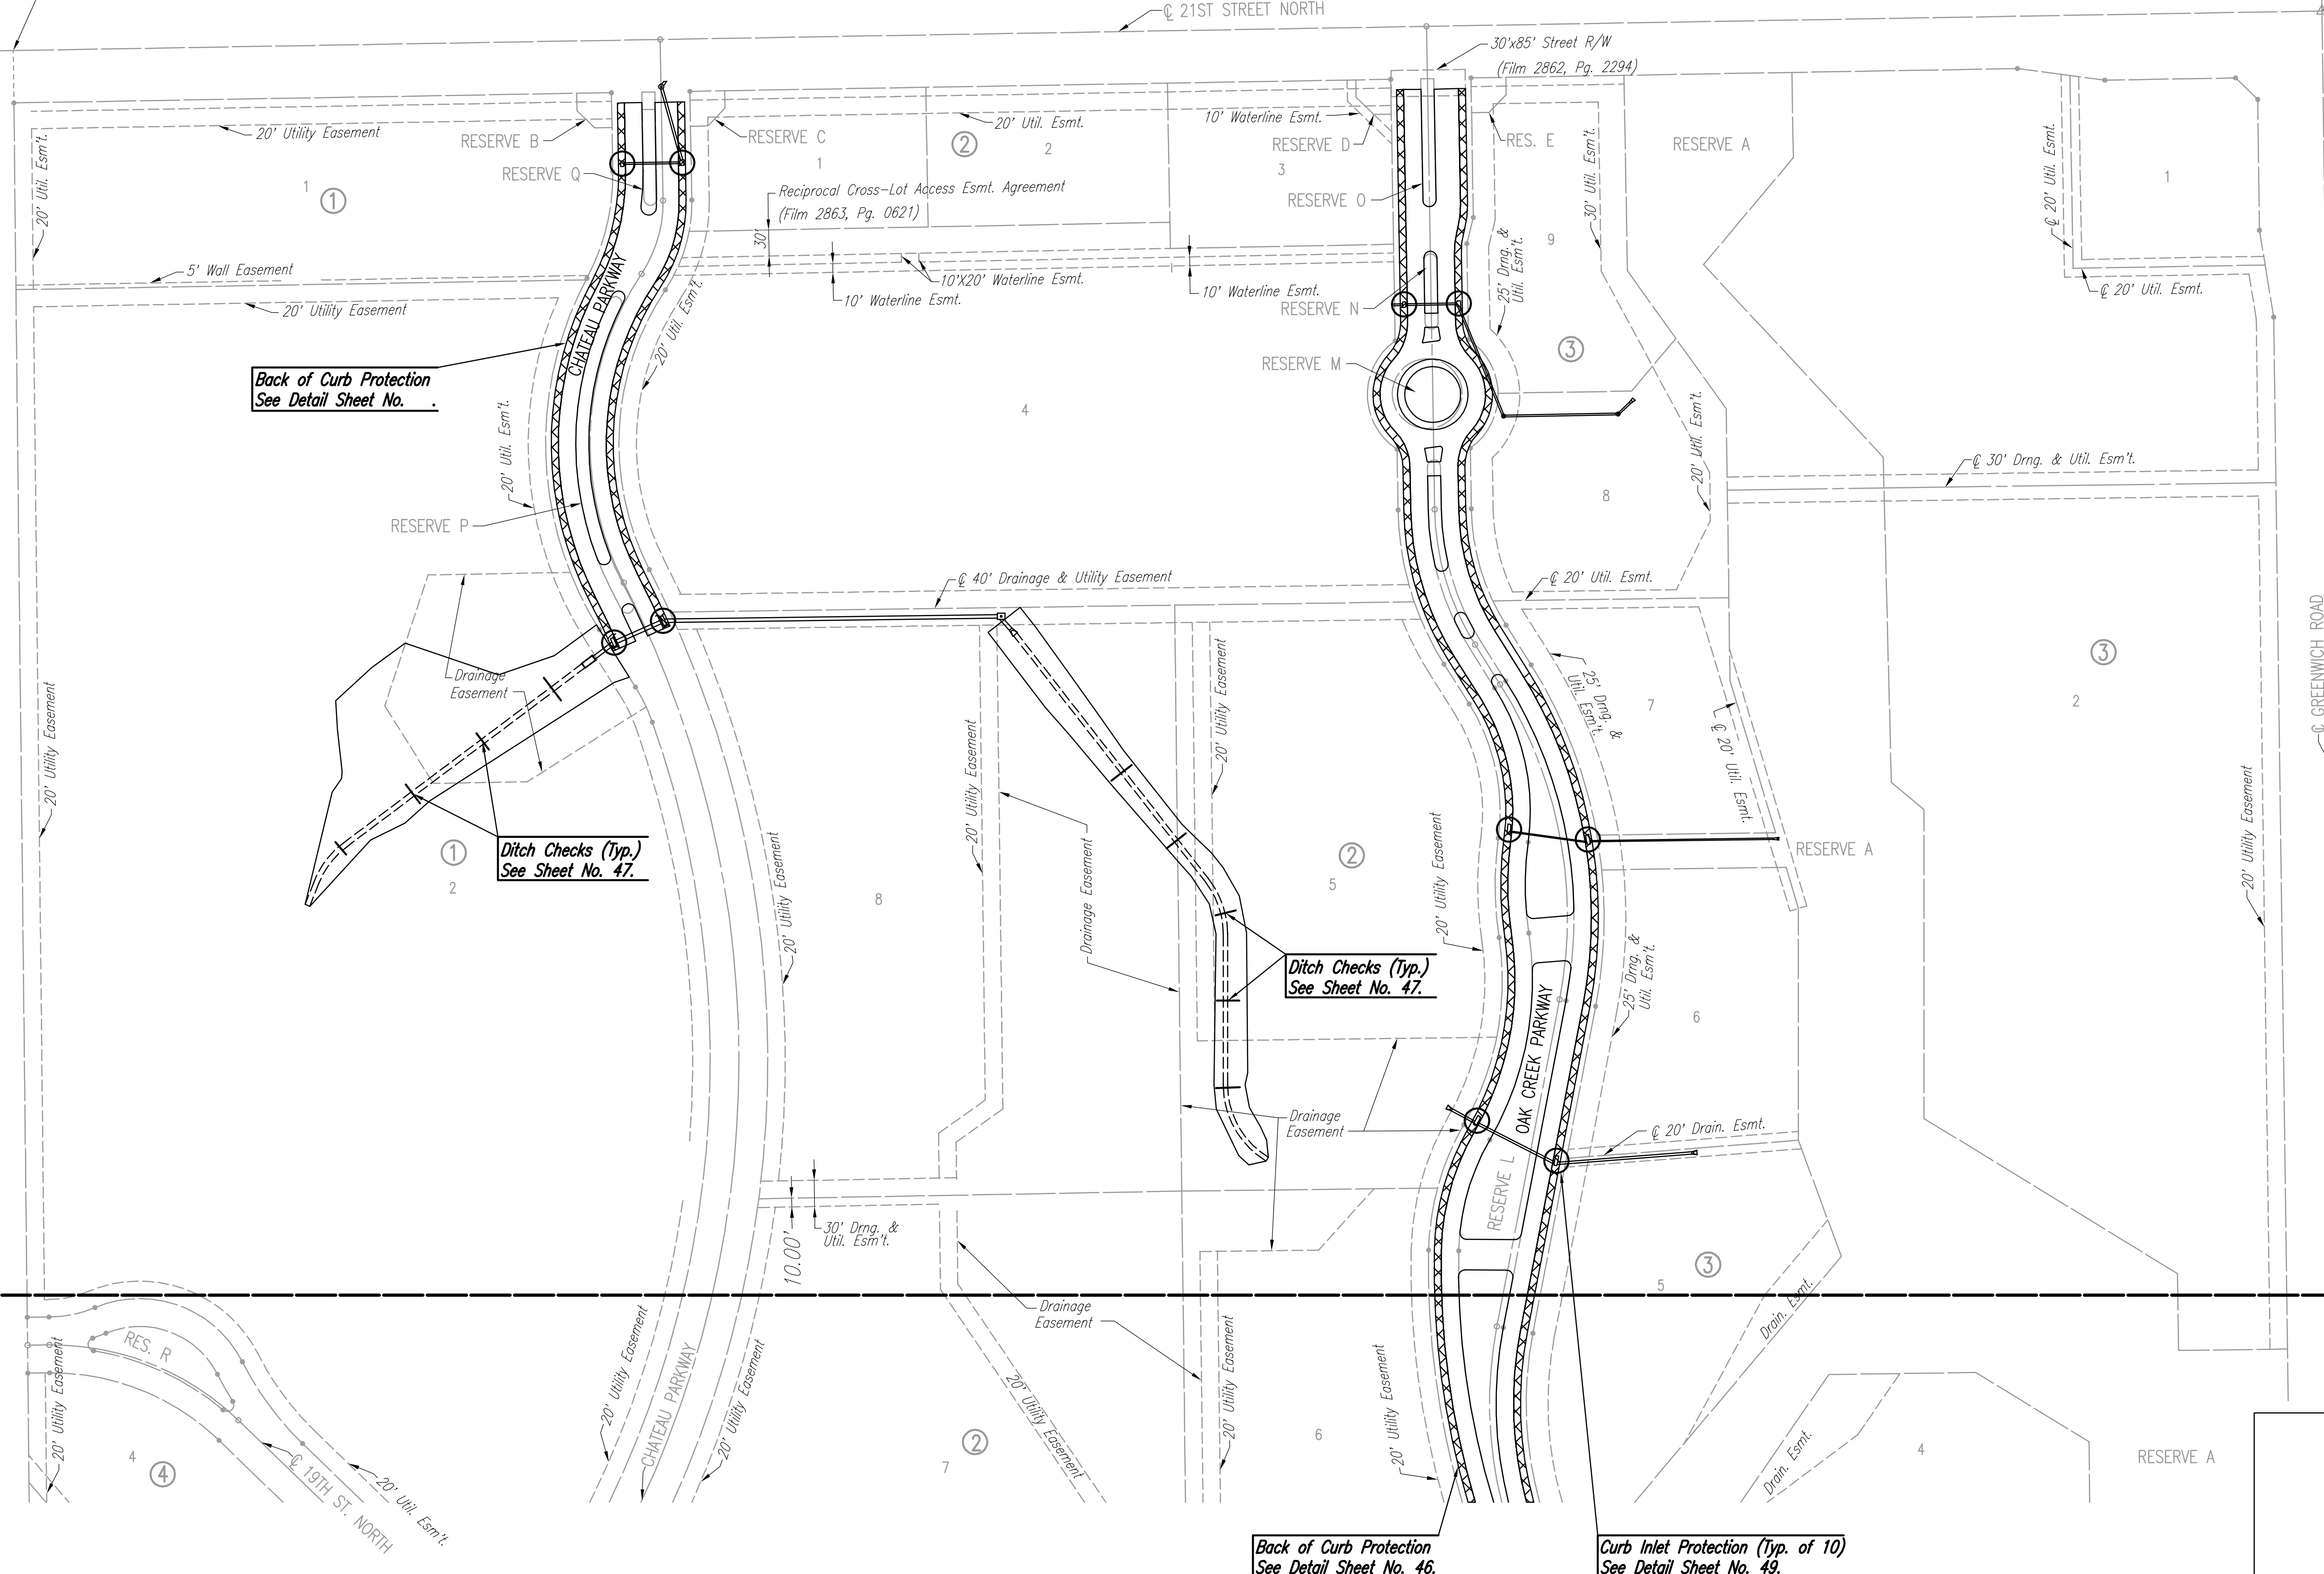 ℄ 21ST STREET NORTH
30'x85' Street R/W
(Film 2862, Pg. 2294)
20' Utility Easement
RESERVE B
RESERVE C
20' Util. Esmt.
10' Waterline Esmt.
RESERVE D
RES. E
RESERVE A
20' Util. Esm't.
1
1
RESERVE Q
1
2
2
3
RESERVE O
30' Util. Esm't.
℄ 20' Util. Esmt.
1
Reciprocal Cross-Lot Access Esmt. Agreement
(Film 2863, Pg. 0621)
30'
9
25' Drng. &
Util. Esm't.
5' Wall Easement
CHATEAU PARKWAY
10'X20' Waterline Esmt.
10' Waterline Esmt.
10' Waterline Esmt.
℄ 20' Util. Esmt.
20' Utility Easement
20' Util. Esm't.
RESERVE N
RESERVE M
3
Back of Curb Protection
See Detail Sheet No. .
4
20' Util. Esm't.
20' Util. Esm't.
℄ 30' Drng. & Util. Esm't.
8
RESERVE P
℄ 40' Drainage & Utility Easement
℄ 20' Util. Esmt.
GREENWICH ROAD
Drainage
Easement
20' Utility Easement
25' Drng. &
Util. Esm't.
7
3
2
20' Utility Easement
20' Utility Easement
℄ 20' Util. Esmt.
20' Utility Easement
Ditch Checks (Typ.)
See Sheet No. 47.
1
2
20' Utility Easement
8
Drainage Easement
2
5
20' Utility Easement
RESERVE A
Ditch Checks (Typ.)
See Sheet No. 47.
25' Drng. &
Util. Esm't.
6
OAK CREEK PARKWAY
Drainage
Easement
℄ 20' Drain. Esmt.
RESERVE L
10.00'
30' Drng. &
Util. Esm't.
3
5
Drainage
Easement
Drain. Esmt.
RES. R
20' Utility Easement
20' Utility Easement
CHATEAU PARKWAY
20' Utility Easement
20' Utility Easement
20' Utility Easement
20' Utility Easement
6
4
4
℄ 19TH ST. NORTH
20' Util. Esm't.
2
7
Drain. Esmt.
4
RESERVE A
Back of Curb Protection
See Detail Sheet No. 46.
Curb Inlet Protection (Typ. of 10)
See Detail Sheet No. 49.